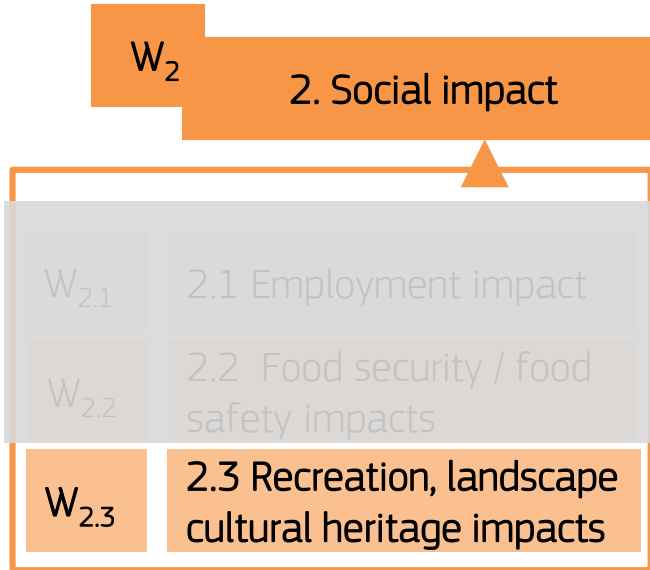 W2
2. Social impact
W2.1
2.1 Employment impact
W2.2
2.2 Food security / food
safety impacts
W2.3
2.3 Recreation, landscape
cultural heritage impacts